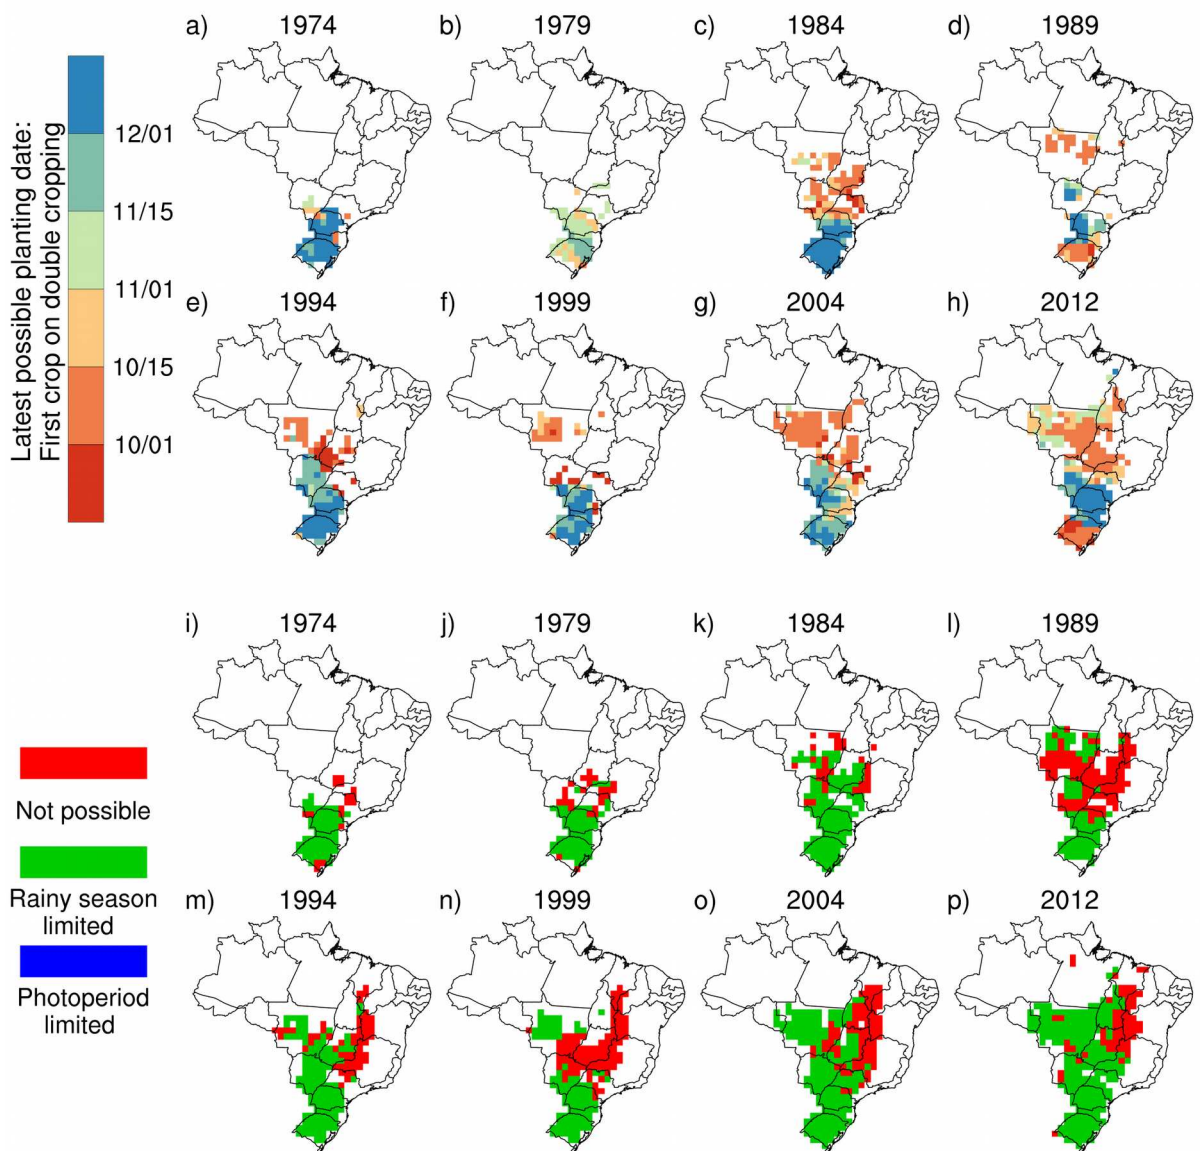 a) 1974
b) 1979
c) 1984
d) 1989
Latest possible planting date:
First crop on double cropping
12/01
11/15
11/01
10/15
10/01
e) 1994
f) 1999
g) 2004
h) 2012
i) 1974
j) 1979
k) 1984
l) 1989
Not possible
Rainy season
limited
Photoperiod
limited
m) 1994
n) 1999
o) 2004
p) 2012